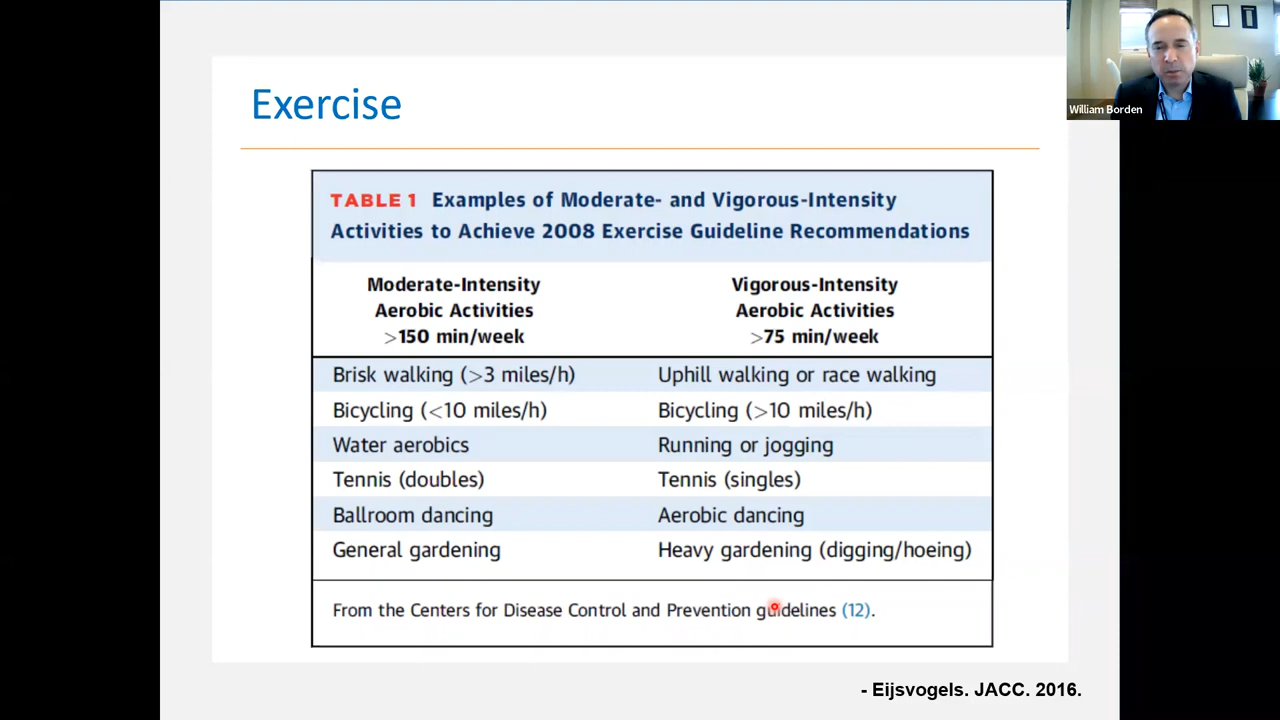 Exercise
William Borden
TABLE 1 Examples of Moderate- and Vigorous-Intensity
Activities to Achieve 2008 Exercise Guideline Recommendations
Moderate-Intensity
Aerobic Activities
>150 min/week
Vigorous-Intensity
Aerobic Activities
>75 min/week
Brisk walking (>3 miles/h) Uphill walking or race walking
Bicycling (<10 miles/h) Bicycling (>10 miles/h)
Water aerobics Running or jogging
Tennis (doubles) Tennis (singles)
Ballroom dancing Aerobic dancing
General gardening Heavy gardening (digging/hoeing)
From the Centers for Disease Control and Prevention guidelines (12).
- Eijsvogels. JACC. 2016.